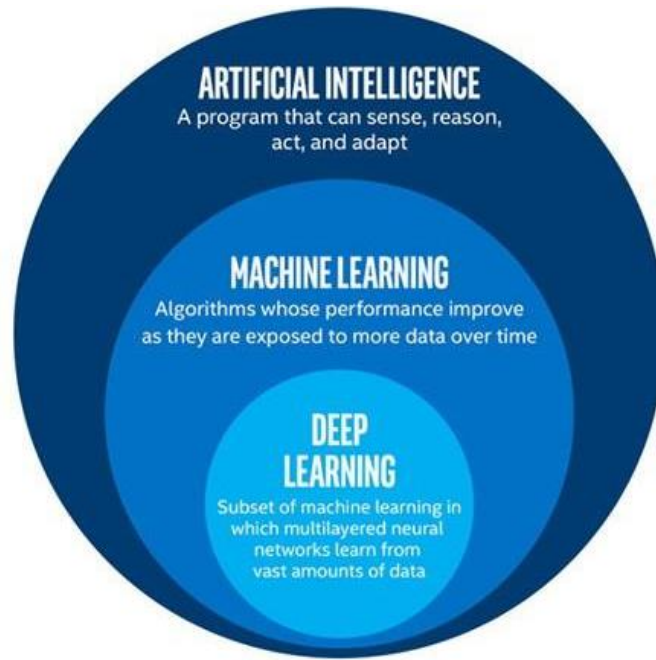 ARTIFICIAL INTELLIGENCE
A program that can sense, reason,
act, and adapt
MACHINE LEARNING
Algorithms whose performance improve
as they are exposed to more data over time
DEEP
LEARNING
Subset of machine learning in
which multilayered neural
networks learn from
vast amounts of data